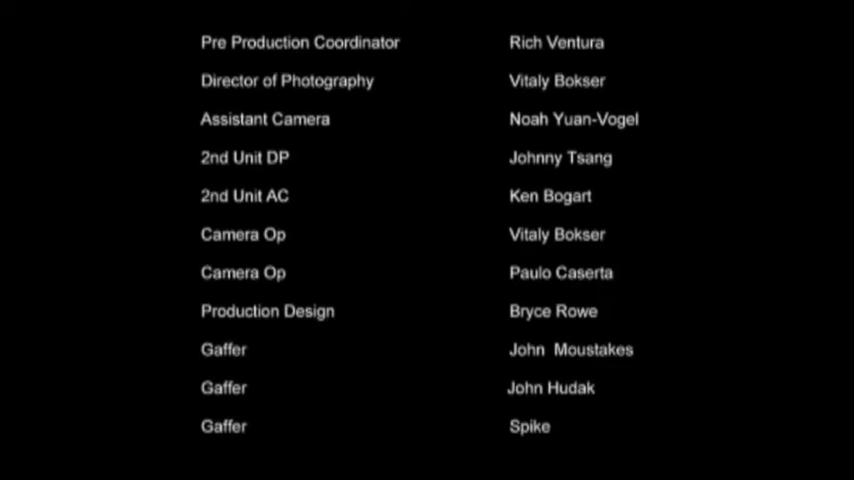 Pre Production Coordinator Rich Ventura
Director of Photography Vitaly Bokser
Assistant Camera Noah Yuan-Vogel
2nd Unit DP Johnny Tsang
2nd Unit AC Ken Bogart
Camera Op Vitaly Bokser
Camera Op Paulo Caserta
Production Design Bryce Rowe
Gaffer John Moustakes
Gaffer John Hudak
Gaffer Spike